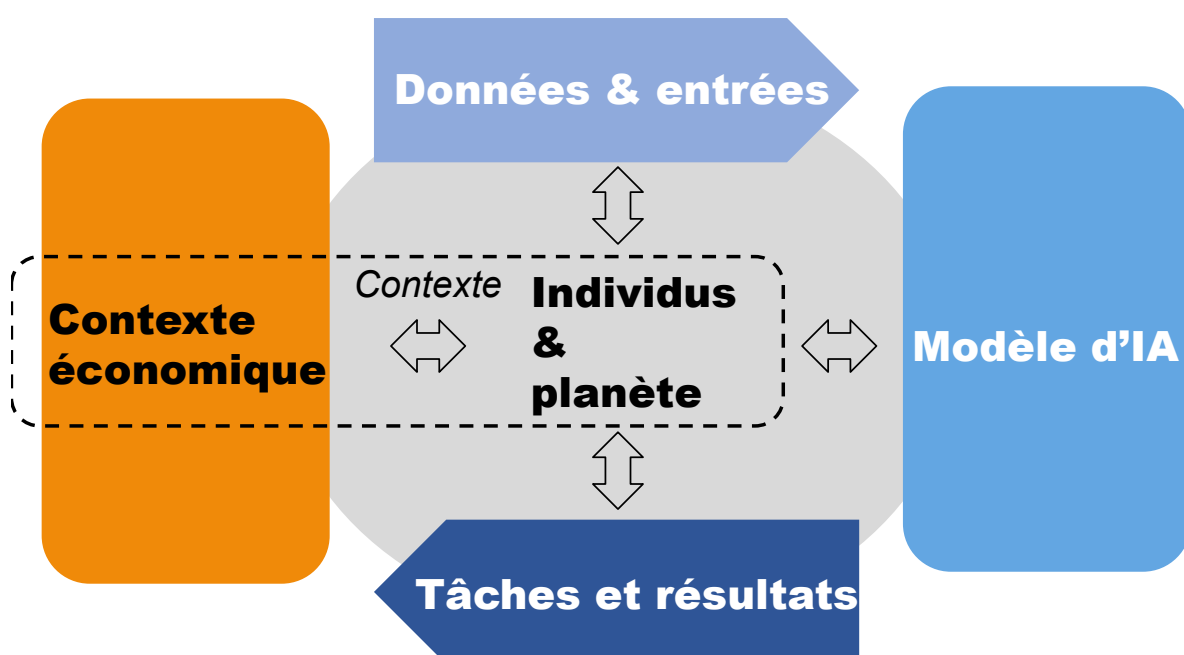 Données & entrées
Contexte
économique
Contexte
Individus
&
planète
Modèle d’IA
Tâches et résultats